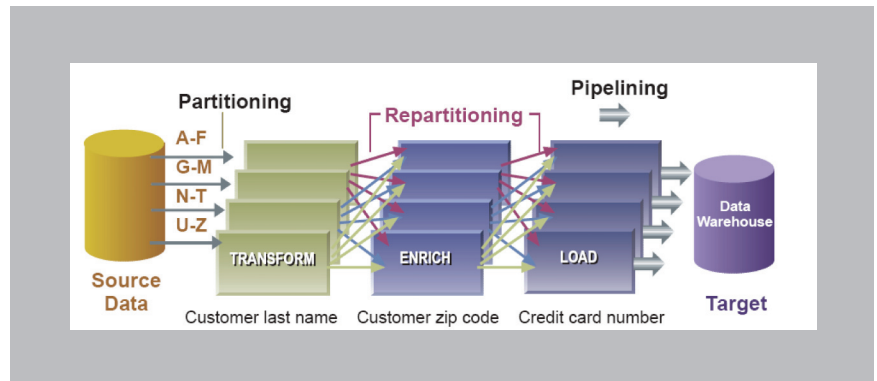 Pipelining
Partitioning
Repartitioning
A-F
G-M
N-T
U-Z
TRANSFORM
ENRICH
LOAD
Data
Warehouse
Source
Data
Target
Customer last name
Customer zip code
Credit card number